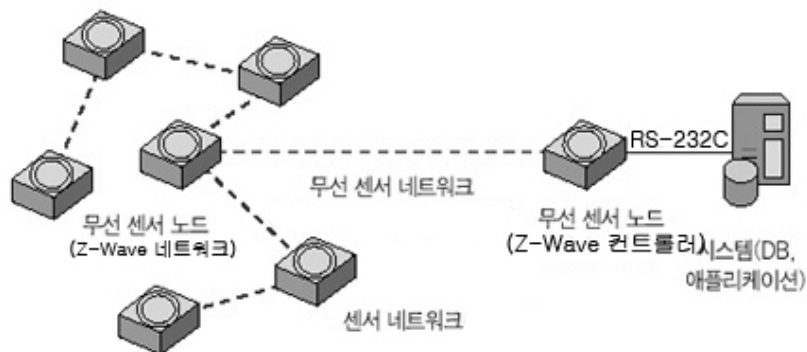 RS-232C
무선 센서 네트워크
무선 센서 노드
(Z-Wave 네트워크)
무선 센서 노드
(Z-Wave 컨트롤러)
시스템(DB,
애플리케이션)
센서 네트워크